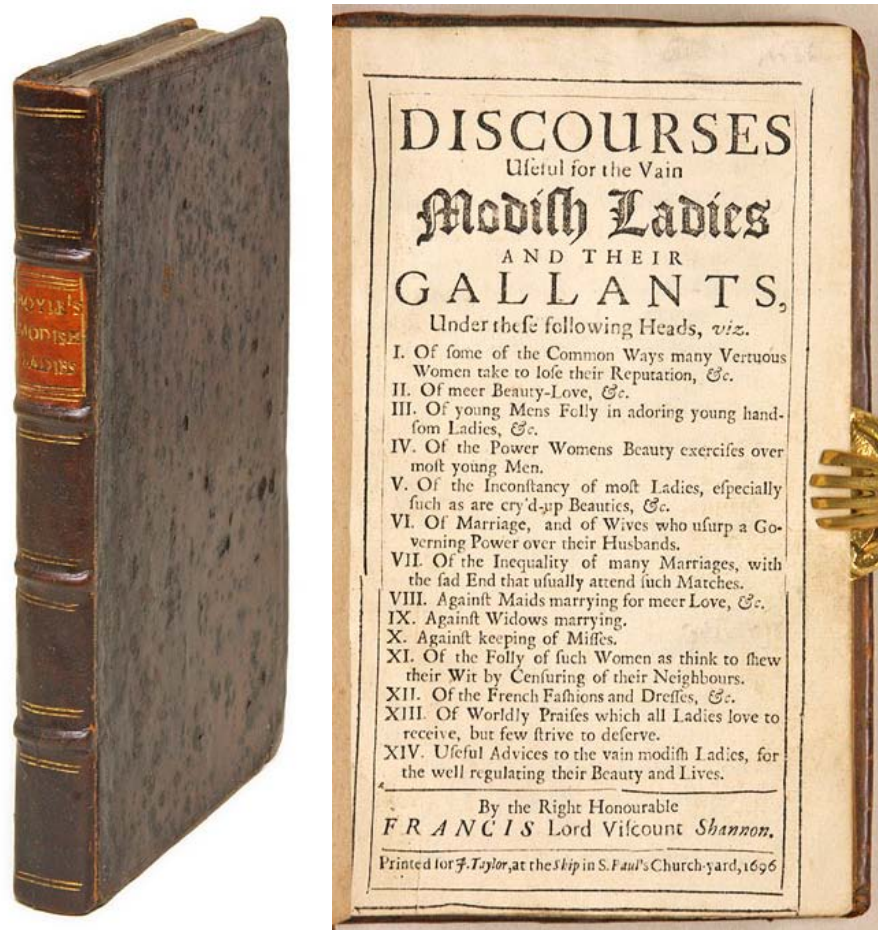 BOYLE'S
MODISH
LADIES
DISCOURSES
Uſeful for the Vain
Modiſh Ladies
AND THEIR
GALLANTS,
Under theſe following Heads, viz.
I. Of ſome of the Common Ways many Vertuous
Women take to loſe their Reputation, &c.
II. Of meer Beauty-Love, &c.
III. Of young Mens Folly in adoring young hand-
ſom Ladies, &c.
IV. Of the Power Womens Beauty exerciſes over
moſt young Men.
V. Of the Inconſtancy of moſt Ladies, eſpecially
ſuch as are cry'd-up Beauties, &c.
VI. Of Marriage, and of Wives who uſurp a Go-
verning Power over their Husbands.
VII. Of the Inequality of many Marriages, with
the ſad End that uſually attend ſuch Matches.
VIII. Againſt Maids marrying for meer Love, &c.
IX. Againſt Widows marrying.
X. Againſt keeping of Miſſes.
XI. Of the Folly of ſuch Women as think to ſhew
their Wit by Cenſuring of their Neighbours.
XII. Of the French Faſhions and Dreſſes, &c.
XIII. Of Worldly Praiſes which all Ladies love to
receive, but few ſtrive to deſerve.
XIV. Uſeful Advices to the vain modiſh Ladies, for
the well regulating their Beauty and Lives.
By the Right Honourable
FRANCIS Lord Viſcount Shannon.
Printed for J. Taylor, at the Ship in S. Paul's Church-yard, 1696